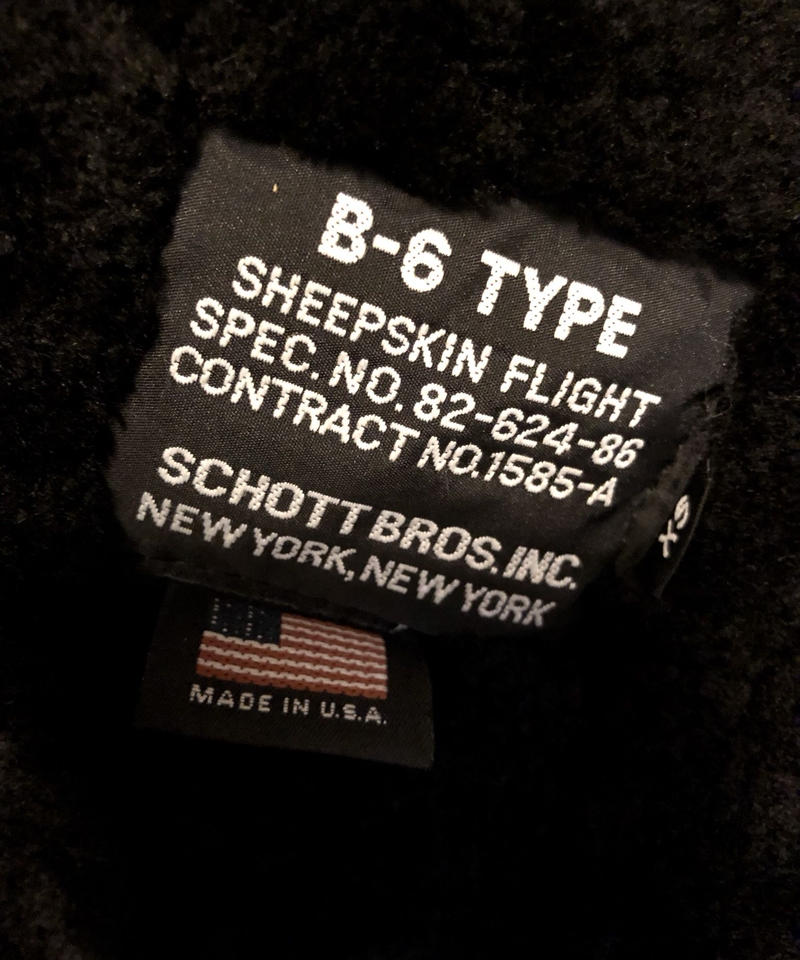 B-6 TYPE
SHEEPSKIN FLIGHT
SPEC. NO. 82-624-86
CONTRACT NO.1585-A
SCHOTT BROS. INC.
NEW YORK, NEW YORK
XS
MADE IN U.S.A.